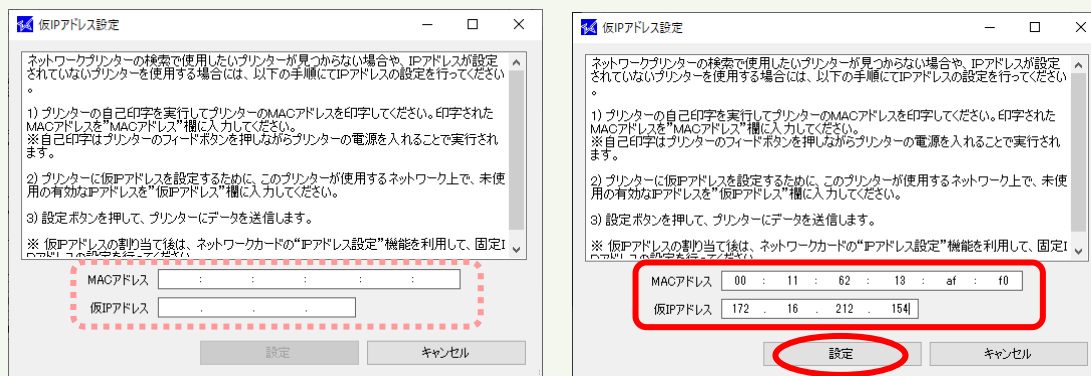 仮IPアドレス設定
ネットワークプリンターの検索で使用したいプリンターが見つからない場合や、IPアドレスが設定
されていないプリンターを使用する場合には、以下の手順にてIPアドレスの設定を行ってください
。
1) プリンターの自己印字を実行してプリンターのMACアドレスを印字してください。印字された
MACアドレスを"MACアドレス"欄に入力してください。
※自己印字はプリンターのフィードボタンを押しながらプリンターの電源を入れることで実行され
ます。
2) プリンターに仮IPアドレスを設定するために、このプリンターが使用するネットワーク上で、未使
用の有効なIPアドレスを"仮IPアドレス"欄に入力してください。
3) 設定ボタンを押して、プリンターにデータを送信します。
※ 仮IPアドレスの割り当て後は、ネットワークカードの"IPアドレス設定"機能を利用して、固定I
Pアドレスの設定を行ってください
MACアドレス : : : : :
仮IPアドレス . . .
設定 キャンセル
仮IPアドレス設定
ネットワークプリンターの検索で使用したいプリンターが見つからない場合や、IPアドレスが設定
されていないプリンターを使用する場合には、以下の手順にてIPアドレスの設定を行ってください
。
1) プリンターの自己印字を実行してプリンターのMACアドレスを印字してください。印字された
MACアドレスを"MACアドレス"欄に入力してください。
※自己印字はプリンターのフィードボタンを押しながらプリンターの電源を入れることで実行され
ます。
2) プリンターに仮IPアドレスを設定するために、このプリンターが使用するネットワーク上で、未使
用の有効なIPアドレスを"仮IPアドレス"欄に入力してください。
3) 設定ボタンを押して、プリンターにデータを送信します。
※ 仮IPアドレスの割り当て後は、ネットワークカードの"IPアドレス設定"機能を利用して、固定I
Pアドレスの設定を行ってください
MACアドレス 00 : 11 : 62 : 13 : af : f0
仮IPアドレス 172 . 16 . 212 . 154
設定 キャンセル